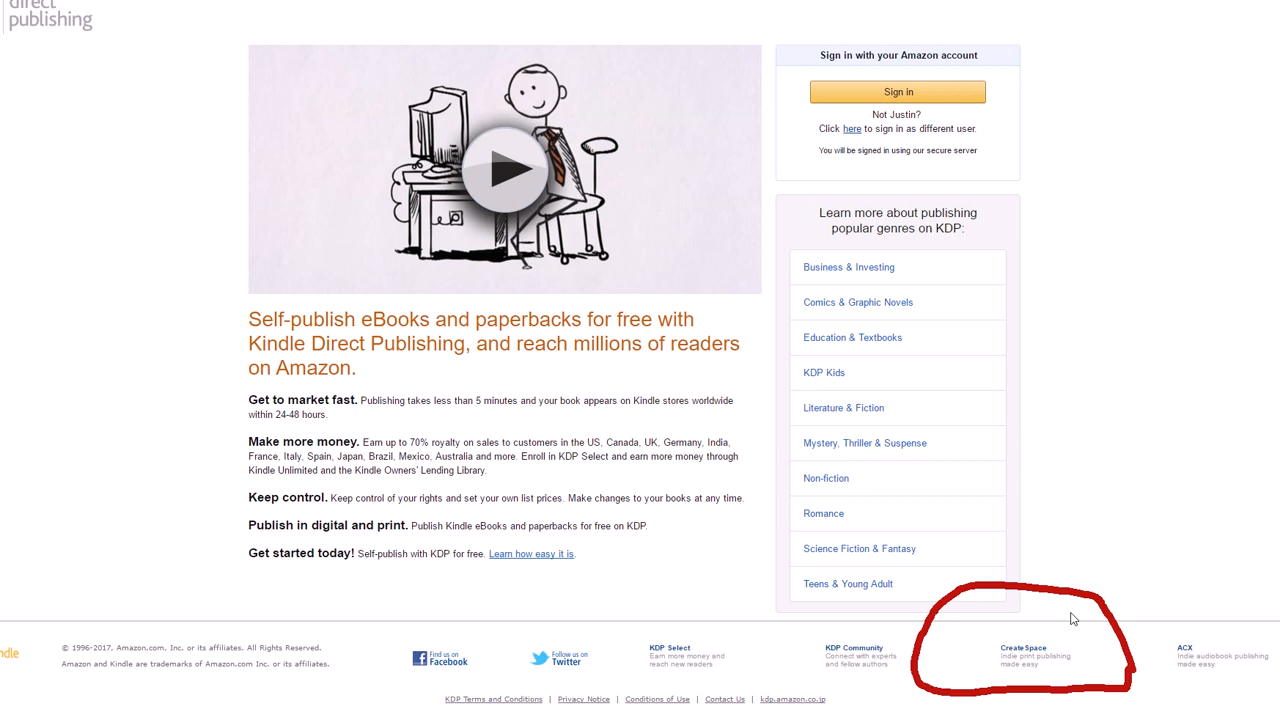 direct
publishing
Sign in with your Amazon account
Sign in
Not Justin?
Click here to sign in as different user.
You will be signed in using our secure server
Learn more about publishing
popular genres on KDP:
Business & Investing
Comics & Graphic Novels
Education & Textbooks
KDP Kids
Literature & Fiction
Mystery, Thriller & Suspense
Non-fiction
Romance
Science Fiction & Fantasy
Teens & Young Adult
Self-publish eBooks and paperbacks for free with
Kindle Direct Publishing, and reach millions of readers
on Amazon.
Get to market fast. Publishing takes less than 5 minutes and your book appears on Kindle stores worldwide
within 24-48 hours.
Make more money. Earn up to 70% royalty on sales to customers in the US, Canada, UK, Germany, India,
France, Italy, Spain, Japan, Brazil, Mexico, Australia and more. Enroll in KDP Select and earn more money through
Kindle Unlimited and the Kindle Owners' Lending Library.
Keep control. Keep control of your rights and set your own list prices. Make changes to your books at any time.
Publish in digital and print. Publish Kindle eBooks and paperbacks for free on KDP.
Get started today! Self-publish with KDP for free. Learn how easy it is.
ndle
© 1996-2017, Amazon.com, Inc. or its affiliates. All Rights Reserved.
Amazon and Kindle are trademarks of Amazon.com Inc. or its affiliates.
Find us on
Facebook
Follow us on
Twitter
KDP Select
Earn more money and
reach new readers
KDP Community
Connect with experts
and fellow authors
CreateSpace
Indie print publishing
made easy
ACX
Indie audiobook publishing
made easy
KDP Terms and Conditions | Privacy Notice | Conditions of Use | Contact Us | kdp.amazon.co.jp